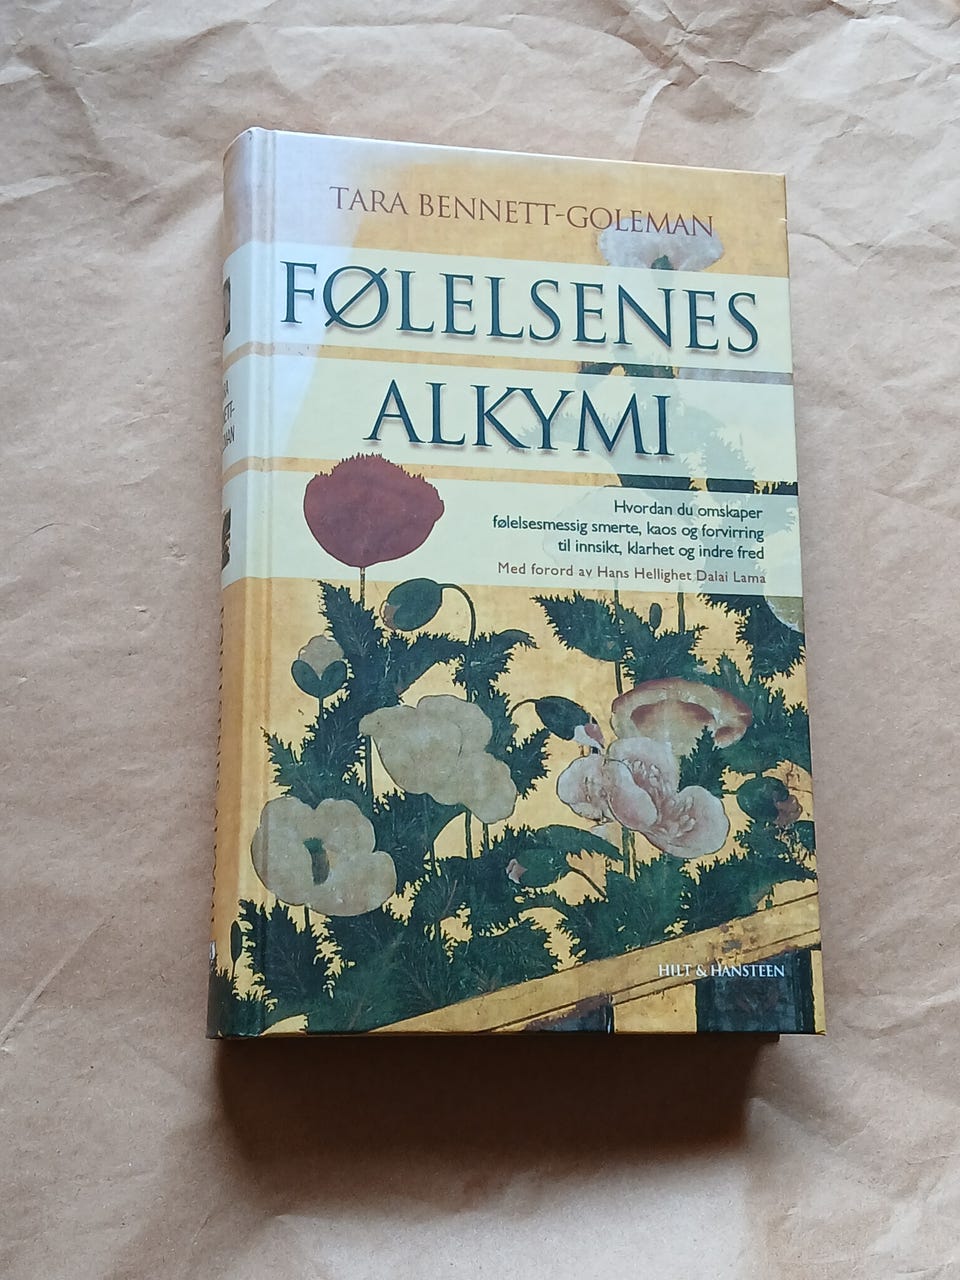 TARA BENNETT-GOLEMAN
FØLELSENES
ALKYMI
Hvordan du omskaper
følelsesmessig smerte, kaos og forvirring
til innsikt, klarhet og indre fred
Med forord av Hans Hellighet Dalai Lama
HILT & HANSTEEN